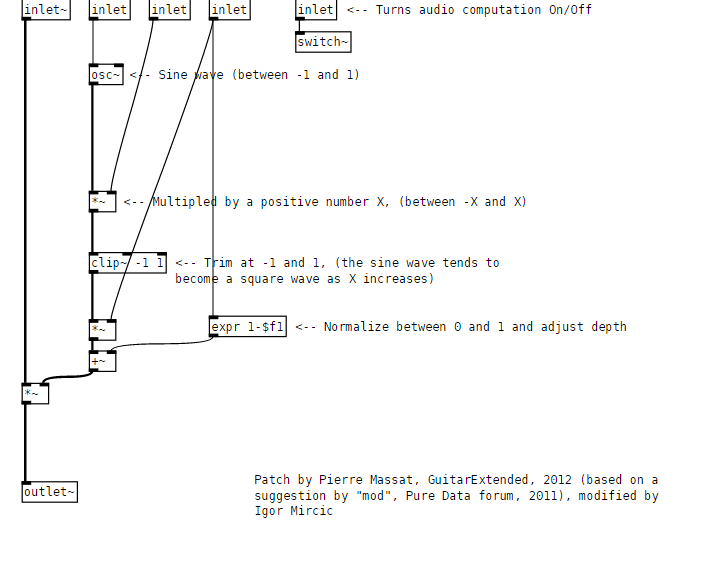 inlet~ inlet inlet inlet inlet <-- Turns audio computation On/Off
switch~
osc~ <-- Sine wave (between -1 and 1)
*~ <-- Multipled by a positive number X, (between -X and X)
clip~ -1 1 <-- Trim at -1 and 1, (the sine wave tends to
become a square wave as X increases)
*~ expr 1-$f1 <-- Normalize between 0 and 1 and adjust depth
+~
*~
Patch by Pierre Massat, GuitarExtended, 2012 (based on a
outlet~ suggestion by "mod", Pure Data forum, 2011), modified by
Igor Mircic